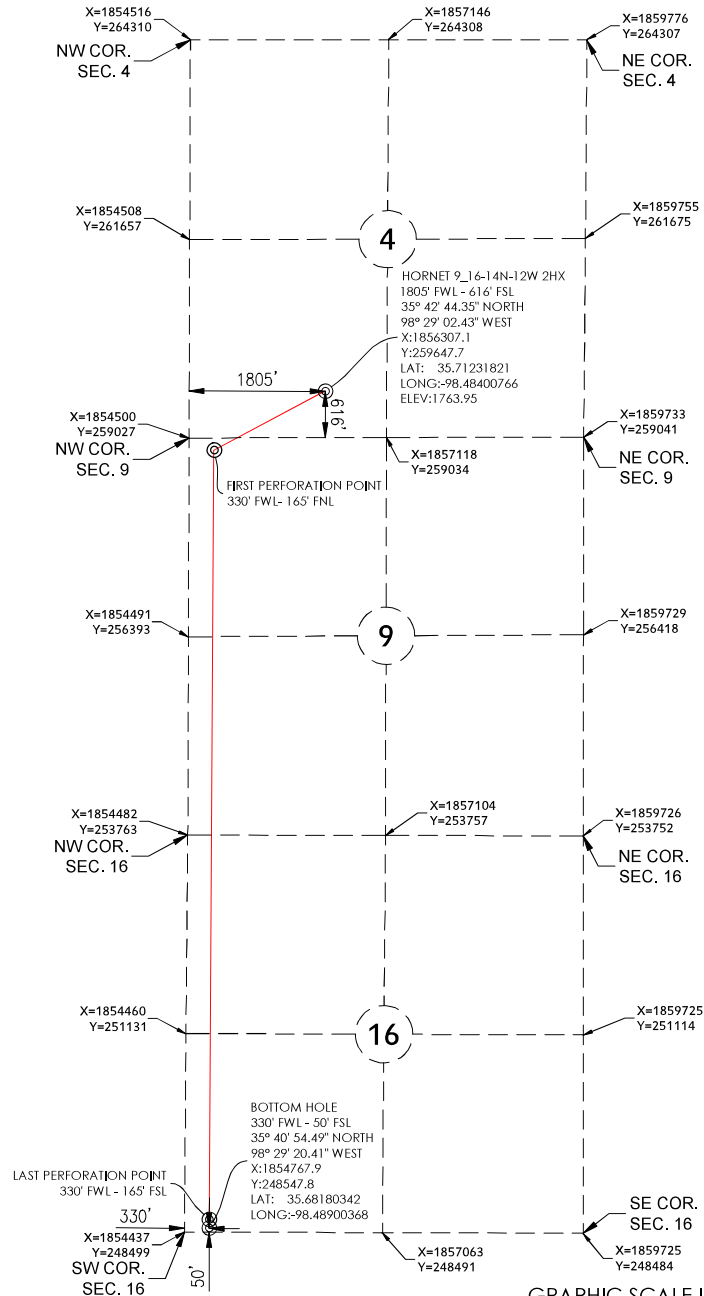 X=1854516
Y=264310
X=1857146
Y=264308
X=1859776
Y=264307
NW COR.
SEC. 4
NE COR.
SEC. 4
X=1854508
Y=261657
4
X=1859755
Y=261675
HORNET 9_16-14N-12W 2HX
1805' FWL - 616' FSL
35° 42' 44.35" NORTH
98° 29' 02.43" WEST
X:1856307.1
Y:259647.7
LAT: 35.71231821
LONG:-98.48400766
ELEV:1763.95
1805'
616'
X=1854500
Y=259027
NW COR.
SEC. 9
X=1859733
Y=259041
NE COR.
SEC. 9
X=1857118
Y=259034
FIRST PERFORATION POINT
330' FWL- 165' FNL
X=1854491
Y=256393
9
X=1859729
Y=256418
X=1854482
Y=253763
NW COR.
SEC. 16
X=1857104
Y=253757
X=1859726
Y=253752
NE COR.
SEC. 16
X=1854460
Y=251131
16
X=1859725
Y=251114
BOTTOM HOLE
330' FWL - 50' FSL
35° 40' 54.49" NORTH
98° 29' 20.41" WEST
X:1854767.9
Y:248547.8
LAT: 35.68180342
LONG:-98.48900368
LAST PERFORATION POINT
330' FWL - 165' FSL
330'
X=1854437
Y=248499
SW COR.
SEC. 16
50'
X=1857063
Y=248491
SE COR.
SEC. 16
X=1859725
Y=248484
GRAPHIC SCALE